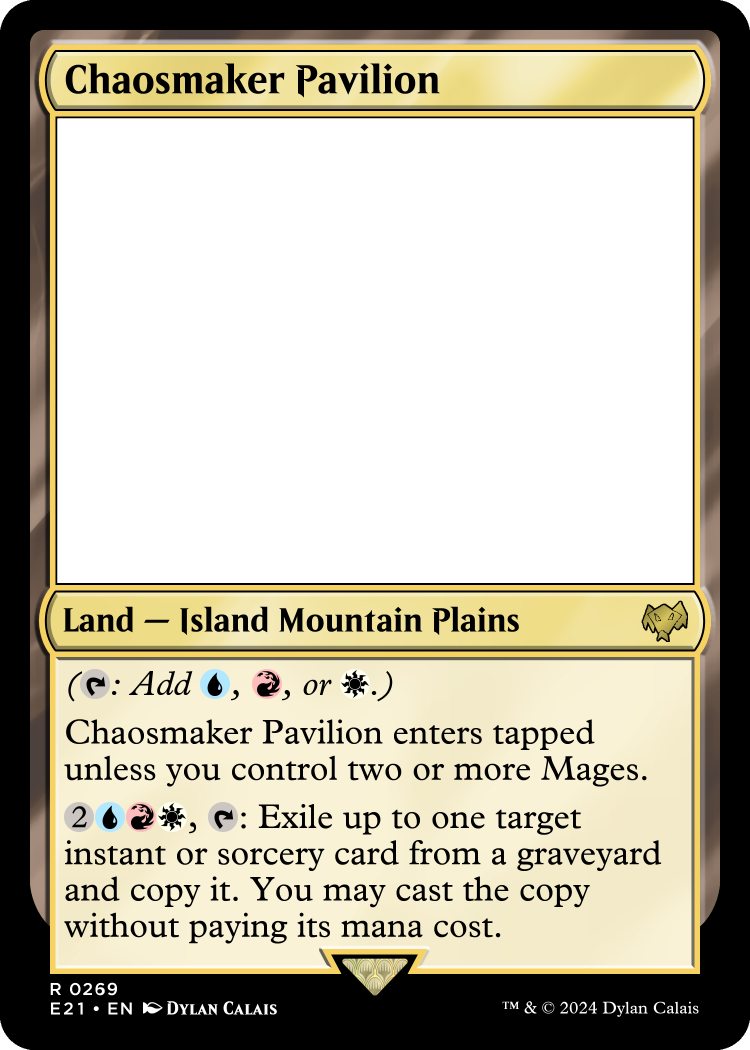 Chaosmaker Pavilion
Land — Island Mountain Plains
(: Add , , or .)
Chaosmaker Pavilion enters tapped
unless you control two or more Mages.
2, : Exile up to one target
instant or sorcery card from a graveyard
and copy it. You may cast the copy
without paying its mana cost.
R 0269
E21 • EN Dylan Calais
™ & © 2024 Dylan Calais